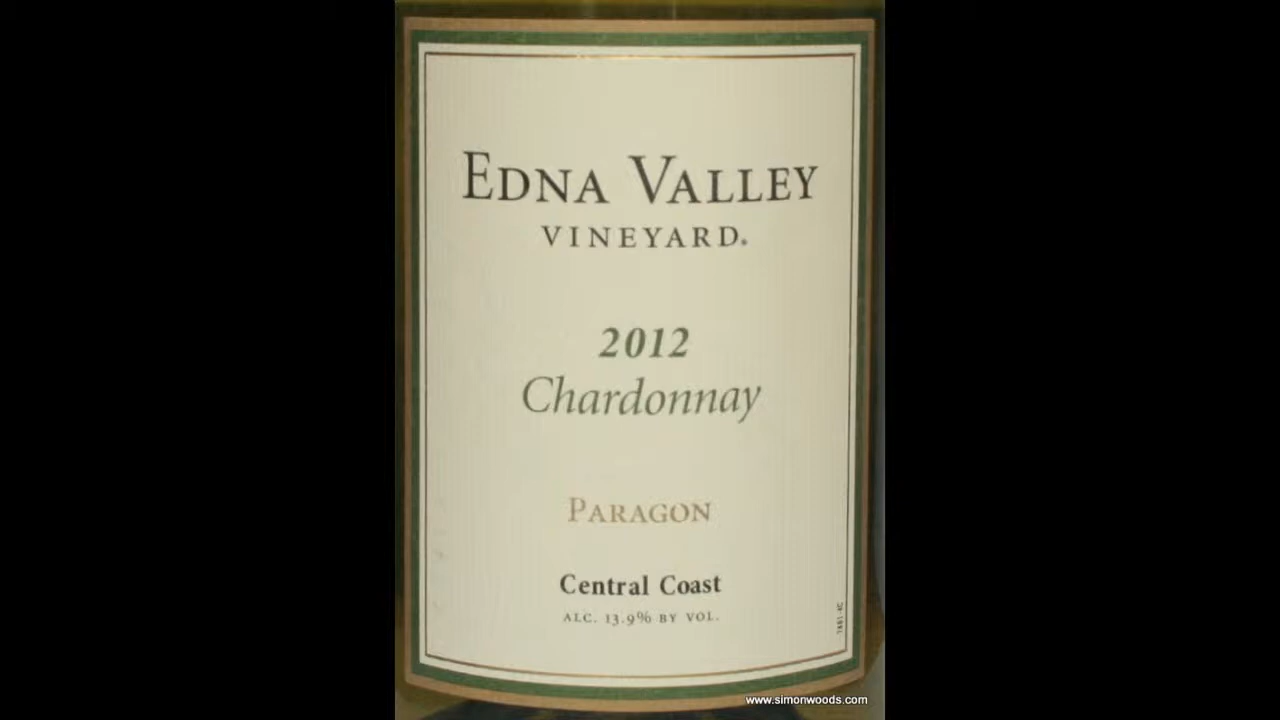 EDNA VALLEY
VINEYARD®
2012
Chardonnay
PARAGON
Central Coast
ALC. 13.9% BY VOL.
www.simonwoods.com